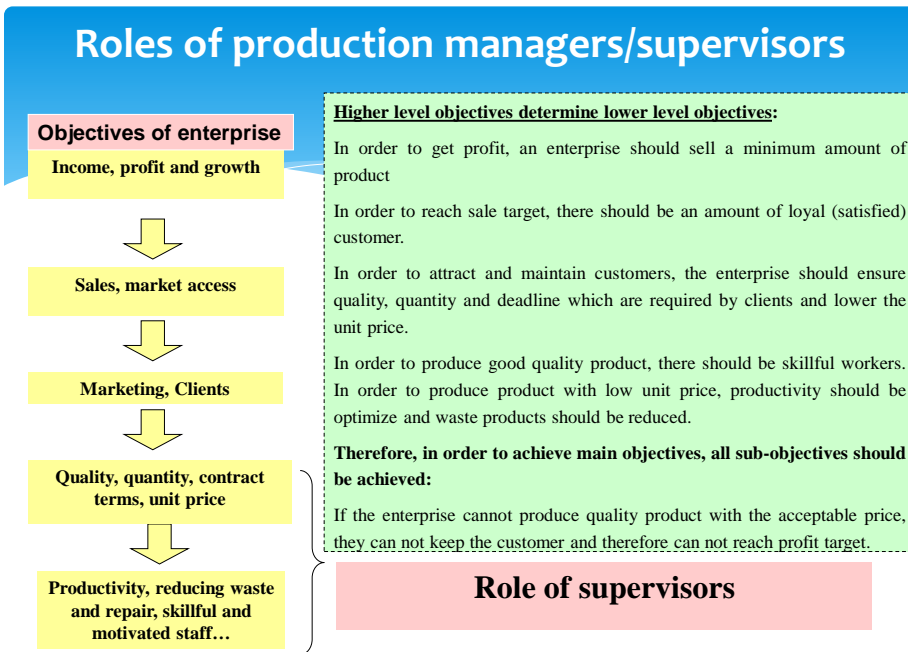 Roles of production managers/supervisors
Objectives of enterprise
Income, profit and growth
Sales, market access
Marketing, Clients
Quality, quantity, contract
terms, unit price
Productivity, reducing waste
and repair, skillful and
motivated staff…
Higher level objectives determine lower level objectives:
In order to get profit, an enterprise should sell a minimum amount of
product
In order to reach sale target, there should be an amount of loyal (satisfied)
customer.
In order to attract and maintain customers, the enterprise should ensure
quality, quantity and deadline which are required by clients and lower the
unit price.
In order to produce good quality product, there should be skillful workers.
In order to produce product with low unit price, productivity should be
optimize and waste products should be reduced.
Therefore, in order to achieve main objectives, all sub-objectives should
be achieved:
If the enterprise cannot produce quality product with the acceptable price,
they can not keep the customer and therefore can not reach profit target.
Role of supervisors